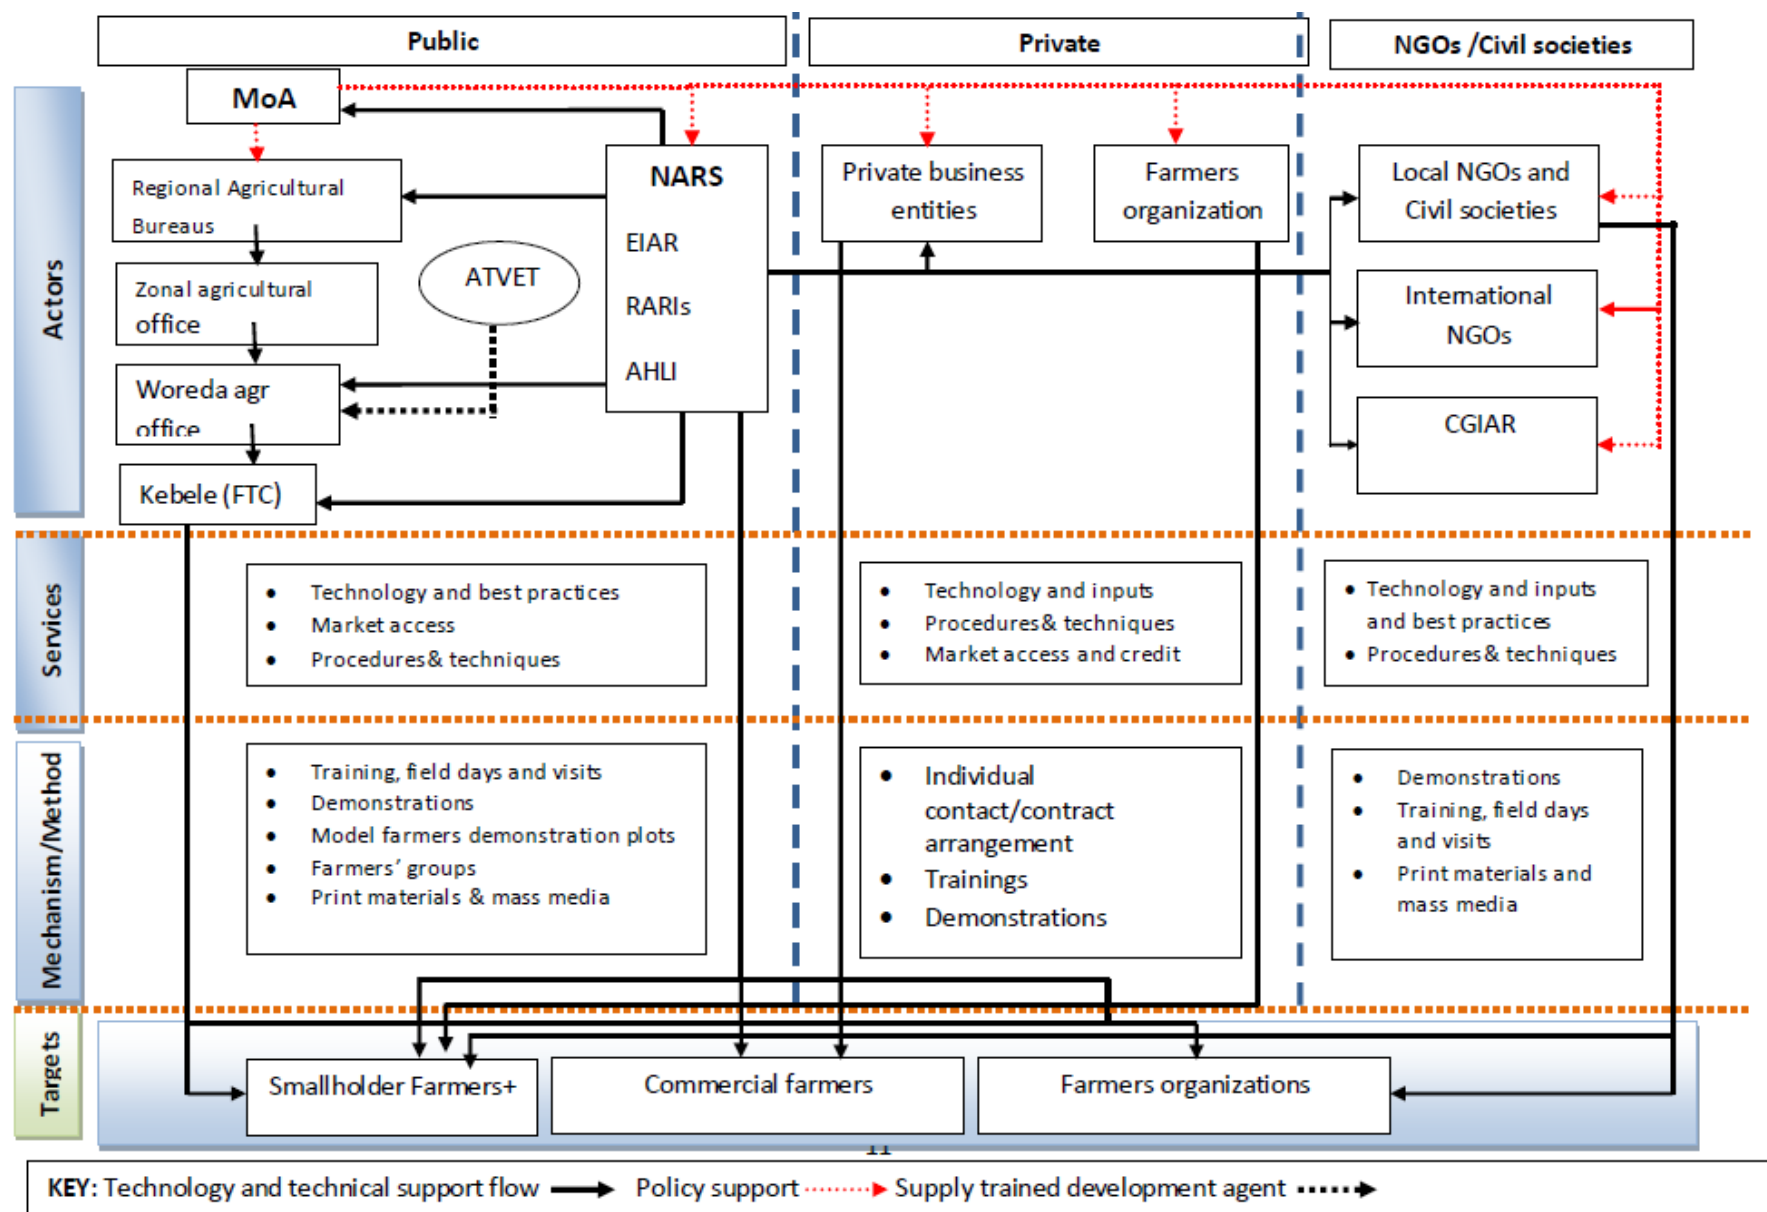 Public
Private
NGOs /Civil societies
Actors
MoA
Regional Agricultural
Bureaus
Zonal agricultural
office
Woreda agr
office
Kebele (FTC)
ATVET
NARS
EIAR
RARIs
AHLI
Private business
entities
Farmers
organization
Local NGOs and
Civil societies
International
NGOs
CGIAR
Services
• Technology and best practices
• Market access
• Procedures& techniques
• Technology and inputs
• Procedures& techniques
• Market access and credit
• Technology and inputs
and best practices
• Procedures& techniques
Mechanism/Method
• Training, field days and visits
• Demonstrations
• Model farmers demonstration plots
• Farmers’ groups
• Print materials & mass media
• Individual
contact/contract
arrangement
• Trainings
• Demonstrations
• Demonstrations
• Training, field days
and visits
• Print materials and
mass media
Targets
Smallholder Farmers+
Commercial farmers
Farmers organizations
11
KEY: Technology and technical support flow Policy support Supply trained development agent